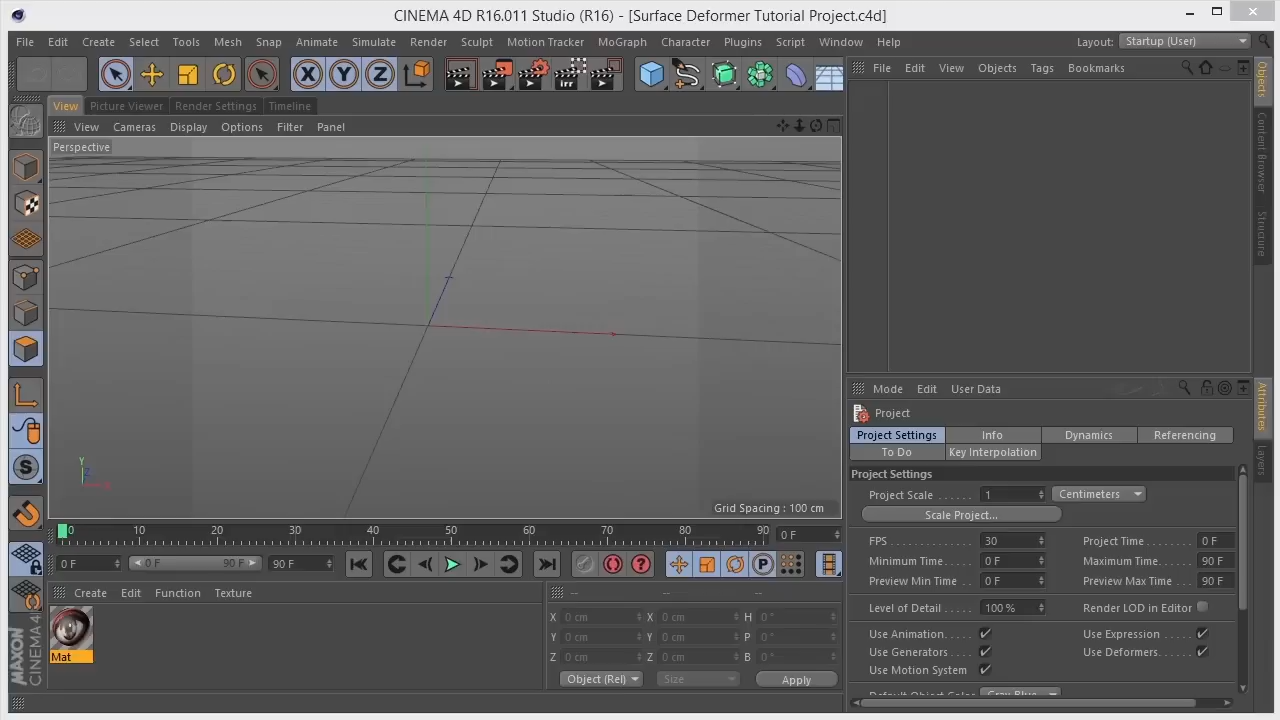 CINEMA 4D R16.011 Studio (R16) - [Surface Deformer Tutorial Project.c4d]
File Edit Create Select Tools Mesh Snap Animate Simulate Render Sculpt Motion Tracker MoGraph Character Plugins Script Window Help Layout: Startup (User)
File Edit View Objects Tags Bookmarks
View Picture Viewer Render Settings Timeline
View Cameras Display Options Filter Panel
Perspective
Objects
Content Browser
Structure
Y
Z
Grid Spacing : 100 cm
Mode Edit User Data
Project
Project Settings Info Dynamics Referencing
To Do Key Interpolation
Attributes
Layers
Project Settings
Project Scale . . . . . . 1 Centimeters
Scale Project...
FPS . . . . . . . . . . . . . . 30 Project Time . . . . . . . 0 F
Minimum Time . . . . . 0 F Maximum Time . . . . . 90 F
Preview Min Time . . 0 F Preview Max Time . . . 90 F
Level of Detail . . . . . . 100 % Render LOD in Editor
Use Animation. . . . . Use Expression . . . . .
Use Generators . . . . Use Deformers. . . . .
Use Motion System
Default Object Color Gray-Blue
0 10 20 30 40 50 60 70 80 90 0 F
0 F 0 F 90 F 90 F
Create Edit Function Texture
Mat
-- -- --
X 0 cm X 0 cm H 0 °
Y 0 cm Y 0 cm P 0 °
Z 0 cm Z 0 cm B 0 °
Object (Rel) Size Apply
MAXON
CINEMA 4D